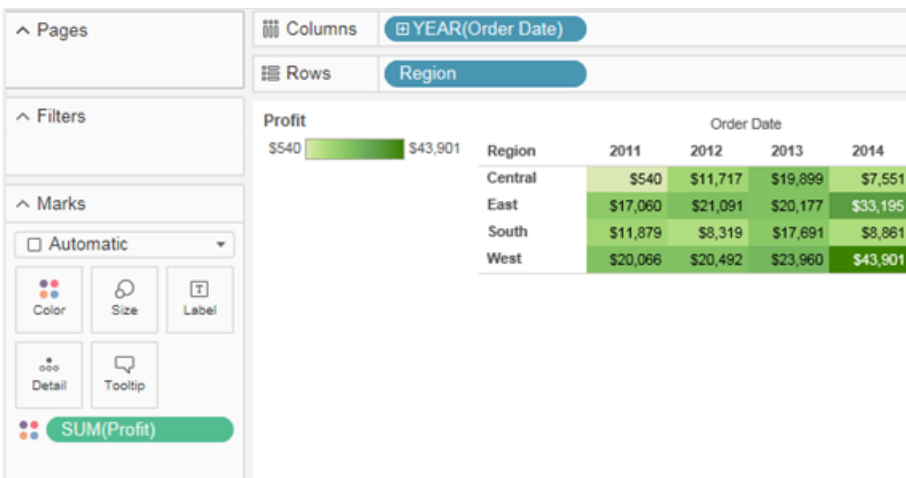 Pages
Columns
YEAR(Order Date)
Rows
Region
Filters
Profit
$540
$43,901
Order Date
Region 2011 2012 2013 2014
Central $540 $11,717 $19,899 $7,551
East $17,060 $21,091 $20,177 $33,195
South $11,879 $8,319 $17,691 $8,861
West $20,066 $20,492 $23,960 $43,901
Marks
Automatic
Color Size Label
Detail Tooltip
SUM(Profit)